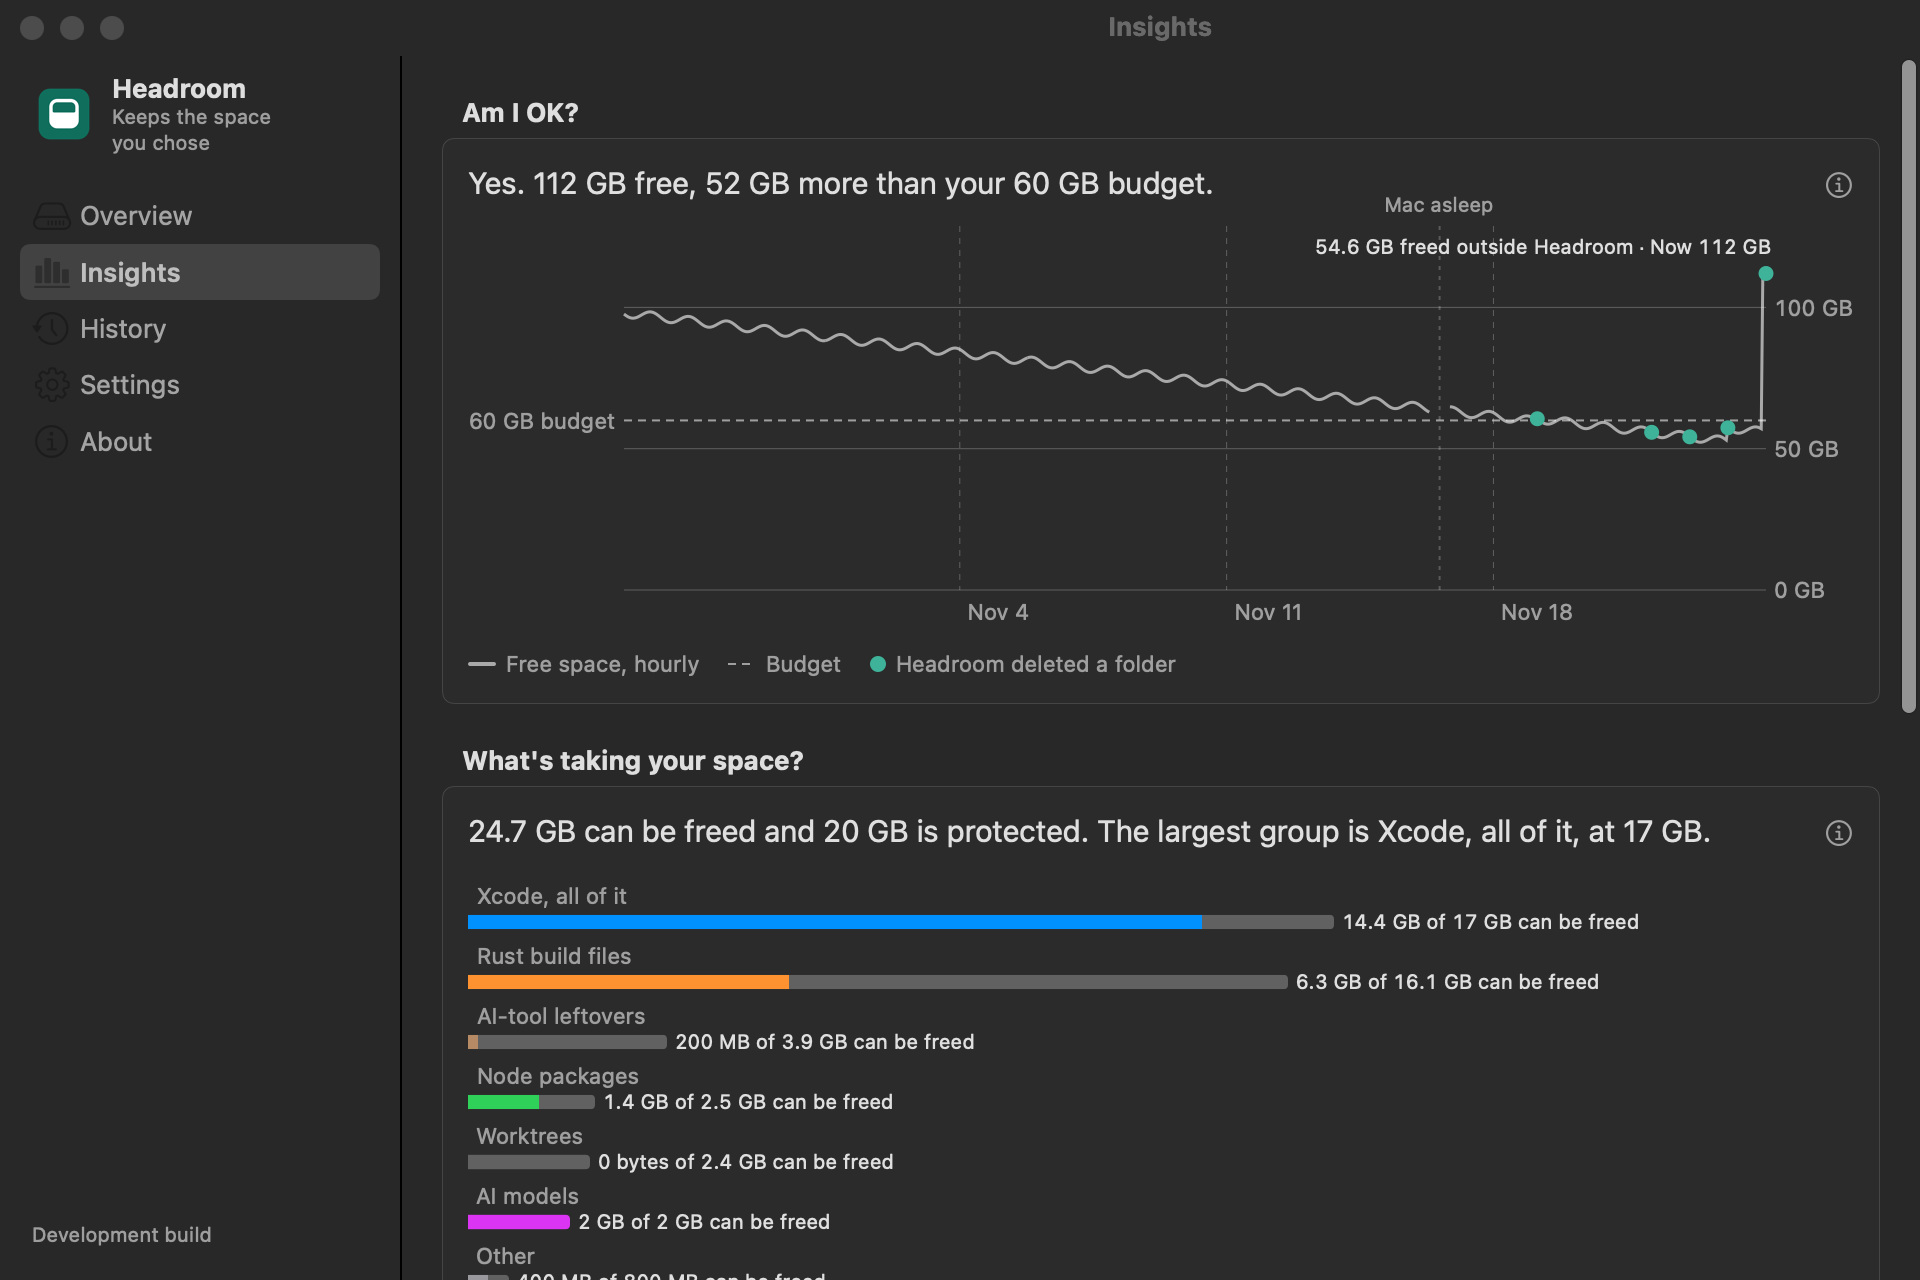 Insights
Headroom
Keeps the space
you chose
Overview
Insights
History
Settings
About
Development build
Am I OK?
Yes. 112 GB free, 52 GB more than your 60 GB budget.
Mac asleep
54.6 GB freed outside Headroom · Now 112 GB
100 GB
60 GB budget
50 GB
0 GB
Nov 4
Nov 11
Nov 18
Free space, hourly
Budget
Headroom deleted a folder
What's taking your space?
24.7 GB can be freed and 20 GB is protected. The largest group is Xcode, all of it, at 17 GB.
Xcode, all of it
14.4 GB of 17 GB can be freed
Rust build files
6.3 GB of 16.1 GB can be freed
AI-tool leftovers
200 MB of 3.9 GB can be freed
Node packages
1.4 GB of 2.5 GB can be freed
Worktrees
0 bytes of 2.4 GB can be freed
AI models
2 GB of 2 GB can be freed
Other
400 MB of 800 MB can be freed